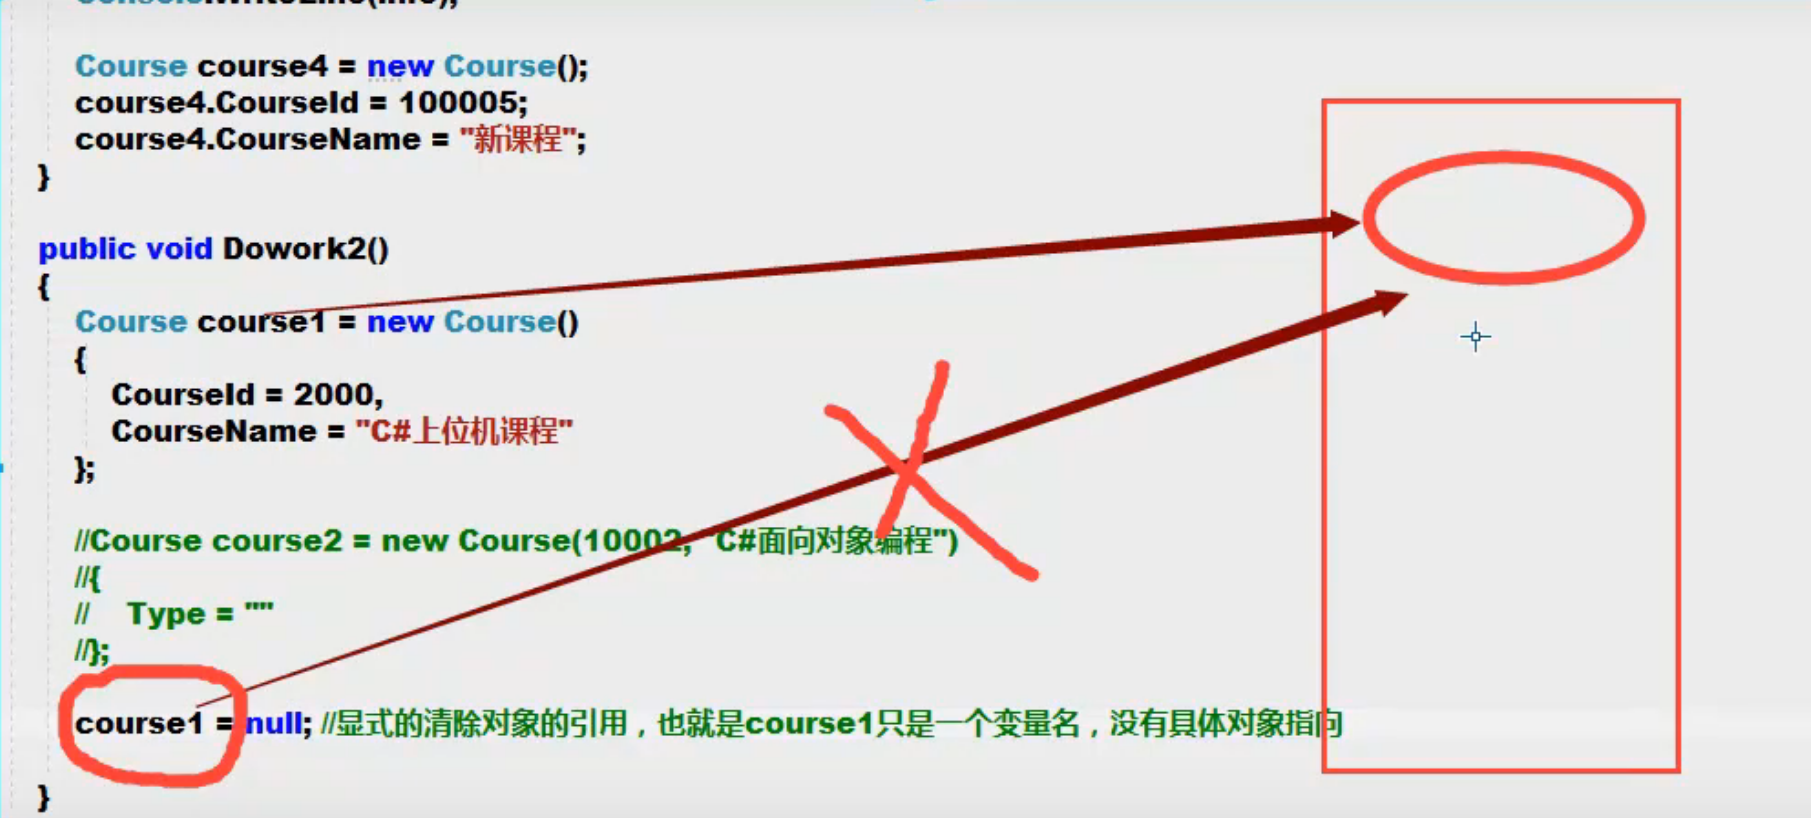 Course course4 = new Course();
course4.CourseId = 100005;
course4.CourseName = "新课程";
}
public void Dowork2()
{
Course course1 = new Course()
{
CourseId = 2000,
CourseName = "C#上位机课程"
};
//Course course2 = new Course(10002, "C#面向对象编程")
//{
// Type = ""
//};
course1 = null; //显式的清除对象的引用，也就是course1只是一个变量名，没有具体对象指向
}